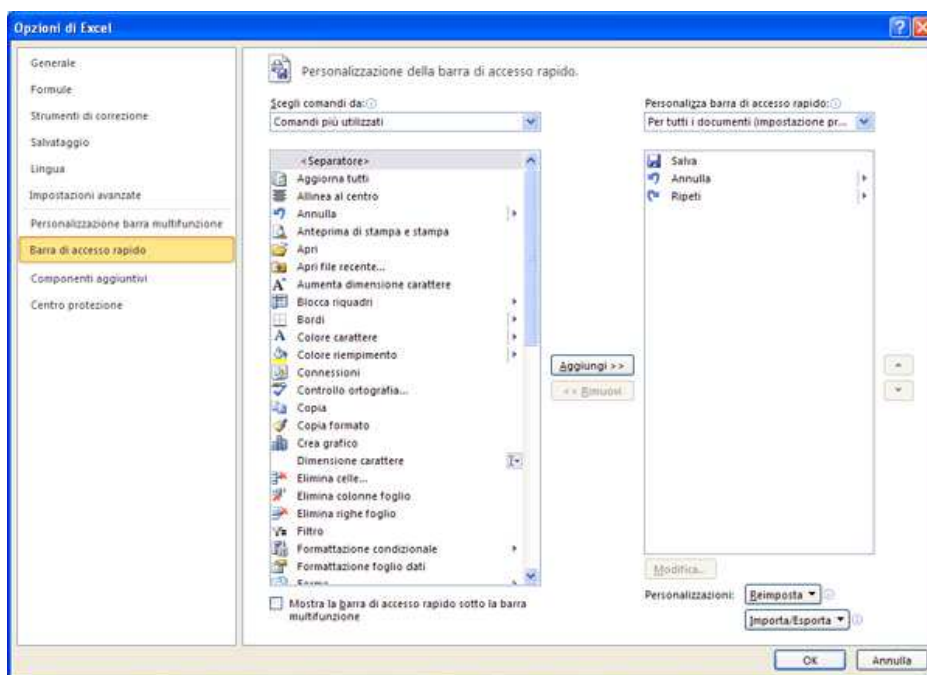 Opzioni di Excel
Generale
Formule
Strumenti di correzione
Salvataggio
Lingua
Impostazioni avanzate
Personalizzazione barra multifunzione
Barra di accesso rapido
Componenti aggiuntivi
Centro protezione
Personalizzazione della barra di accesso rapido.
Scegli comandi da:
Comandi più utilizzati
<Separatore>
Aggiorna tutti
Allinea al centro
Annulla
Anteprima di stampa e stampa
Apri
Apri file recente...
Aumenta dimensione carattere
Blocca riquadri
Bordi
Colore carattere
Colore riempimento
Connessioni
Controllo ortografia...
Copia
Copia formato
Crea grafico
Dimensione carattere
Elimina celle...
Elimina colonne foglio
Elimina righe foglio
Filtro
Formattazione condizionale
Formattazione foglio dati
Forme
Mostra la barra di accesso rapido sotto la barra
multifunzione
Aggiungi >>
<< Rimuovi
Personalizza barra di accesso rapido:
Per tutti i documenti (impostazione pr...
Salva
Annulla
Ripeti
Modifica...
Personalizzazioni:
Reimposta
Importa/Esporta
OK
Annulla